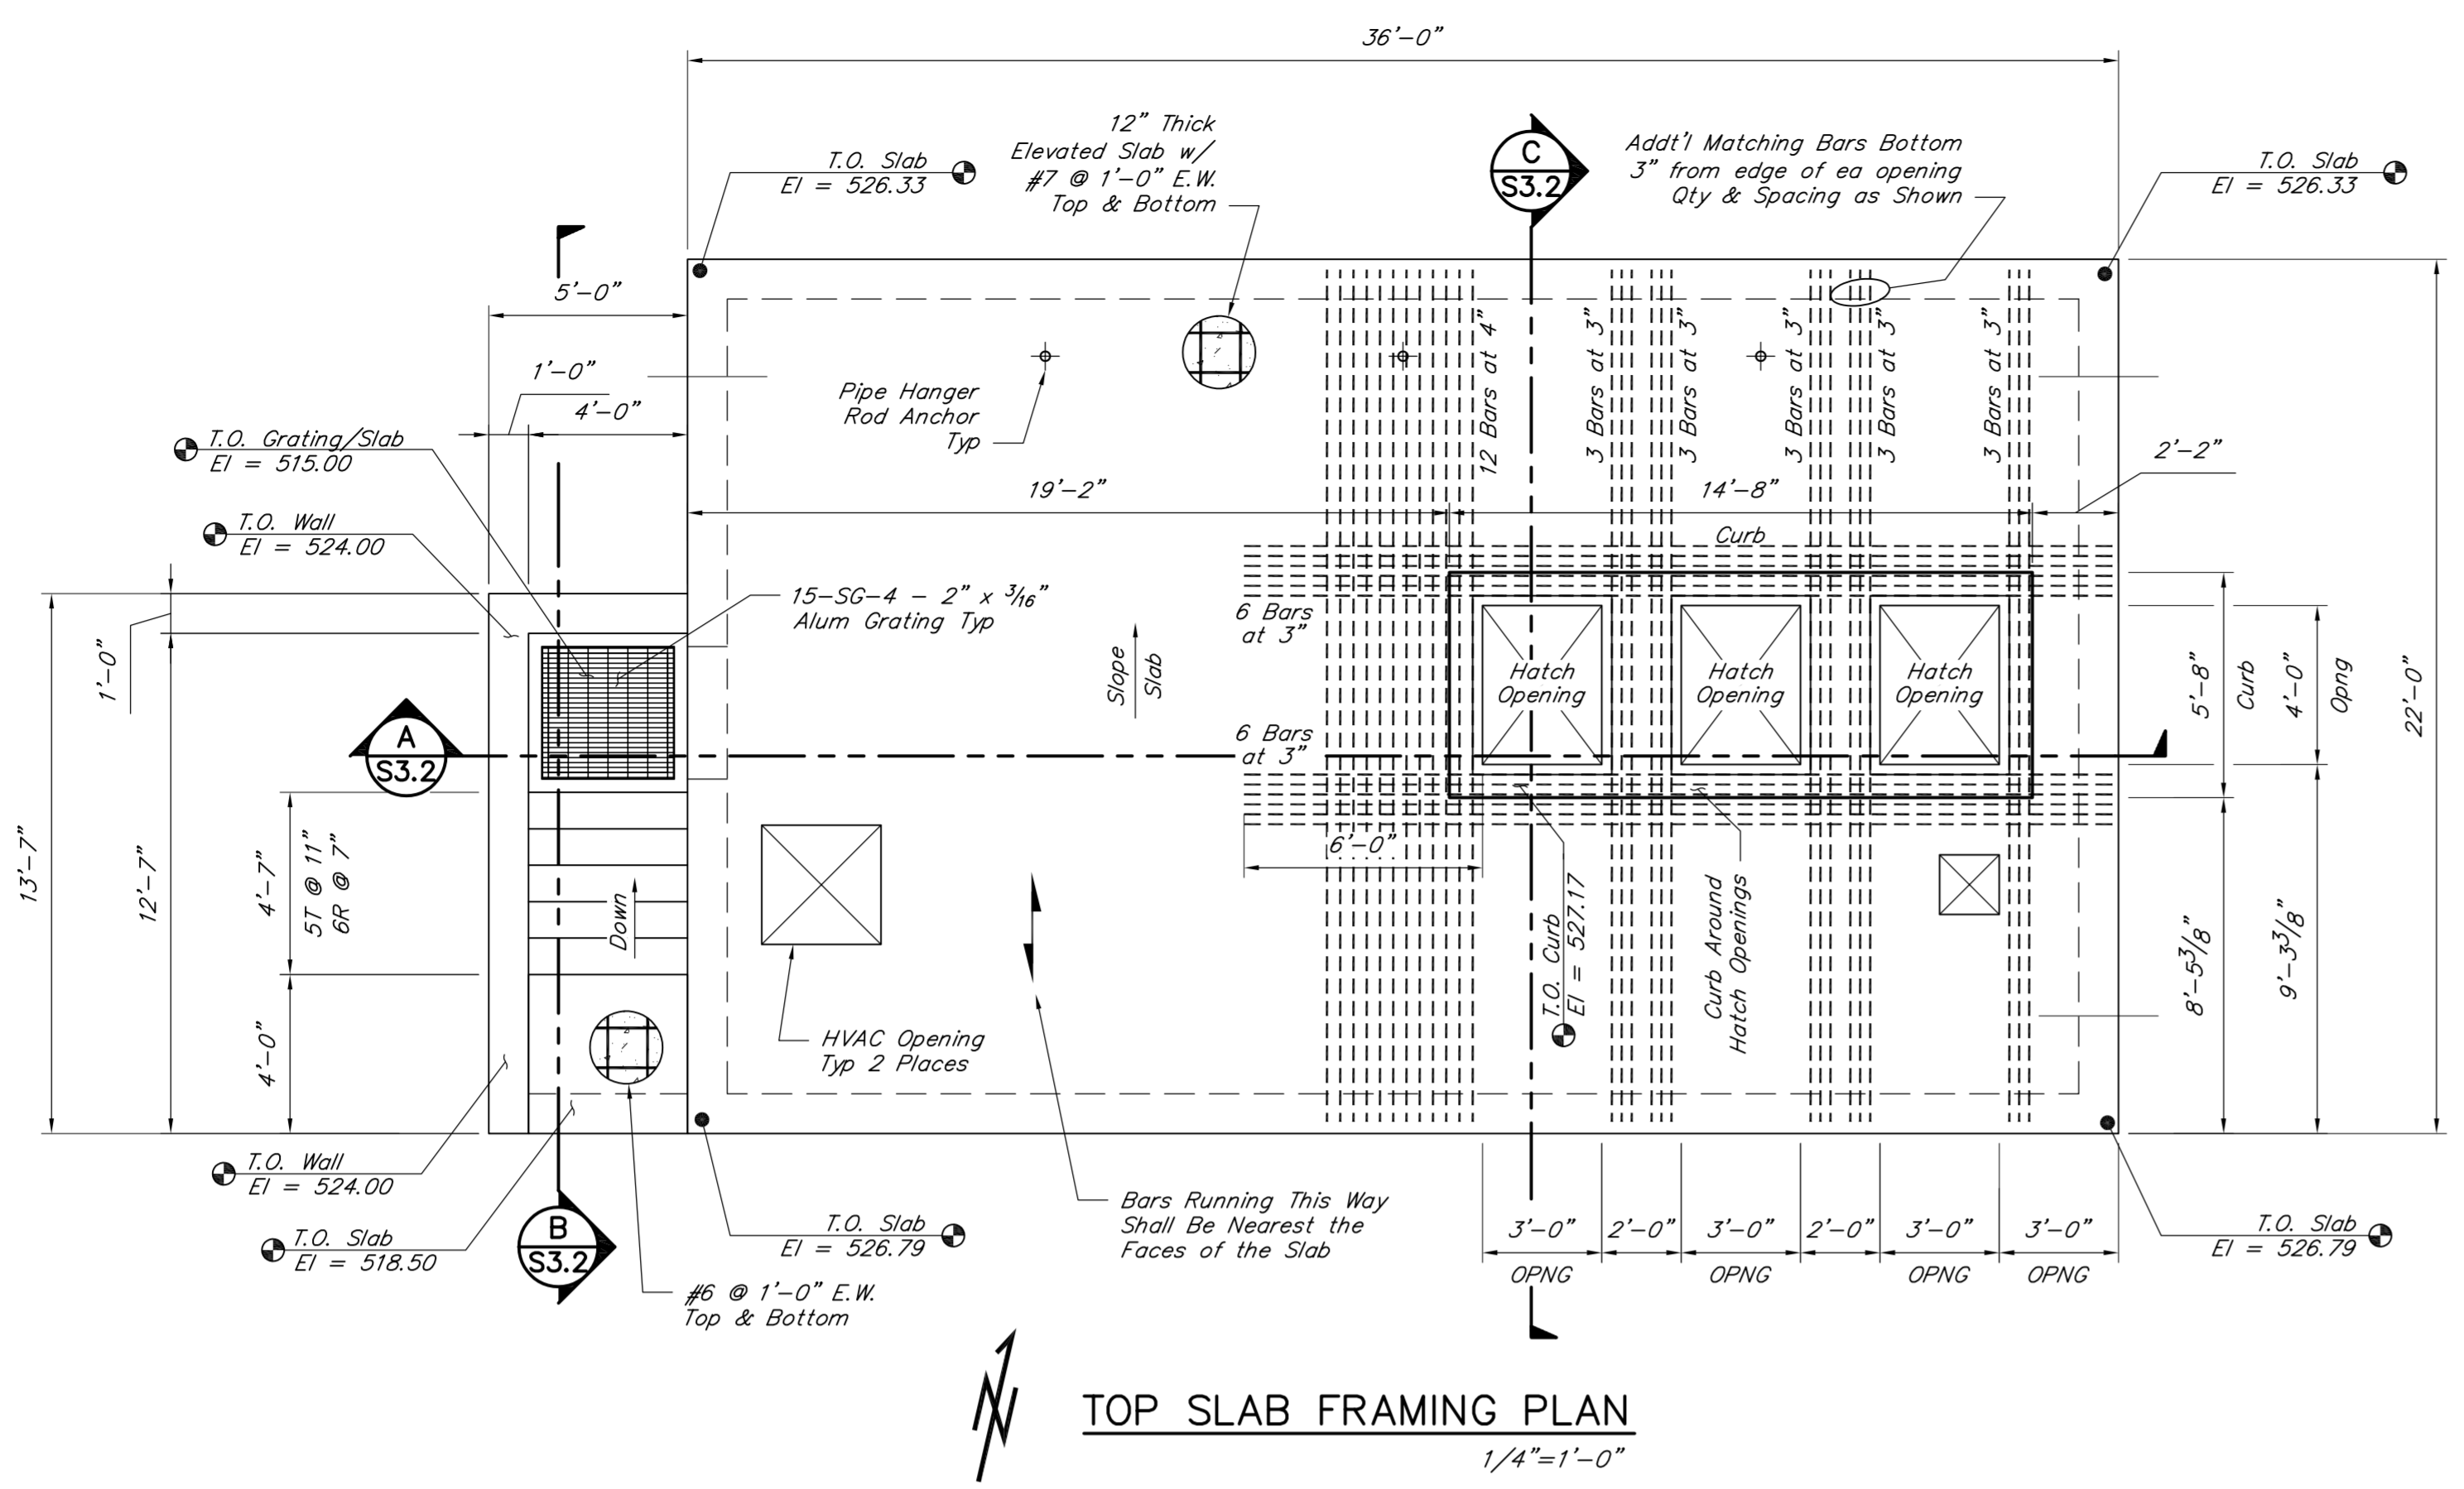 36'-0"
12" Thick
Elevated Slab w/
#7 @ 1'-0" E.W.
Top & Bottom
T.O. Slab
El = 526.33
C
S3.2
Addt'l Matching Bars Bottom
3" from edge of ea opening
Qty & Spacing as Shown
T.O. Slab
El = 526.33
5'-0"
1'-0"
4'-0"
Pipe Hanger
Rod Anchor
Typ
12 Bars at 4"
3 Bars at 3"
3 Bars at 3"
3 Bars at 3"
3 Bars at 3"
3 Bars at 3"
T.O. Grating/Slab
El = 515.00
19'-2"
14'-8"
2'-2"
T.O. Wall
El = 524.00
Curb
15-SG-4 - 2" x 3/16"
Alum Grating Typ
6 Bars
at 3"
1'-0"
Slope
Slab
Hatch
Opening
Hatch
Opening
Hatch
Opening
5'-8"
Curb
4'-0"
Opng
22'-0"
A
S3.2
6 Bars
at 3"
13'-7"
12'-7"
4'-7"
5T @ 11"
6R @ 7"
Down
6'-0"
T.O. Curb
El = 527.17
Curb Around
Hatch Openings
8'-5 3/8"
9'-3 3/8"
4'-0"
HVAC Opening
Typ 2 Places
T.O. Wall
El = 524.00
T.O. Slab
El = 518.50
B
S3.2
T.O. Slab
El = 526.79
Bars Running This Way
Shall Be Nearest the
Faces of the Slab
3'-0"
2'-0"
3'-0"
2'-0"
3'-0"
3'-0"
OPNG
OPNG
OPNG
OPNG
T.O. Slab
El = 526.79
#6 @ 1'-0" E.W.
Top & Bottom
N
TOP SLAB FRAMING PLAN
1/4"=1'-0"